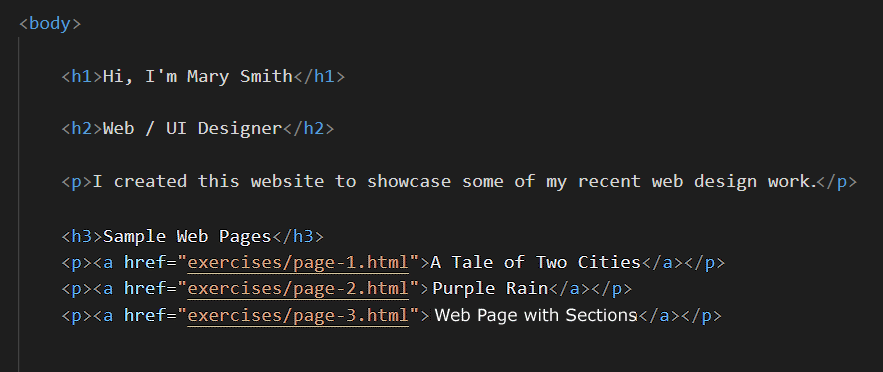 <body>
<h1>Hi, I'm Mary Smith</h1>
<h2>Web / UI Designer</h2>
<p>I created this website to showcase some of my recent web design work.</p>
<h3>Sample Web Pages</h3>
<p><a href="exercises/page-1.html">A Tale of Two Cities</a></p>
<p><a href="exercises/page-2.html">Purple Rain</a></p>
<p><a href="exercises/page-3.html"> Web Page with Sections</a></p>